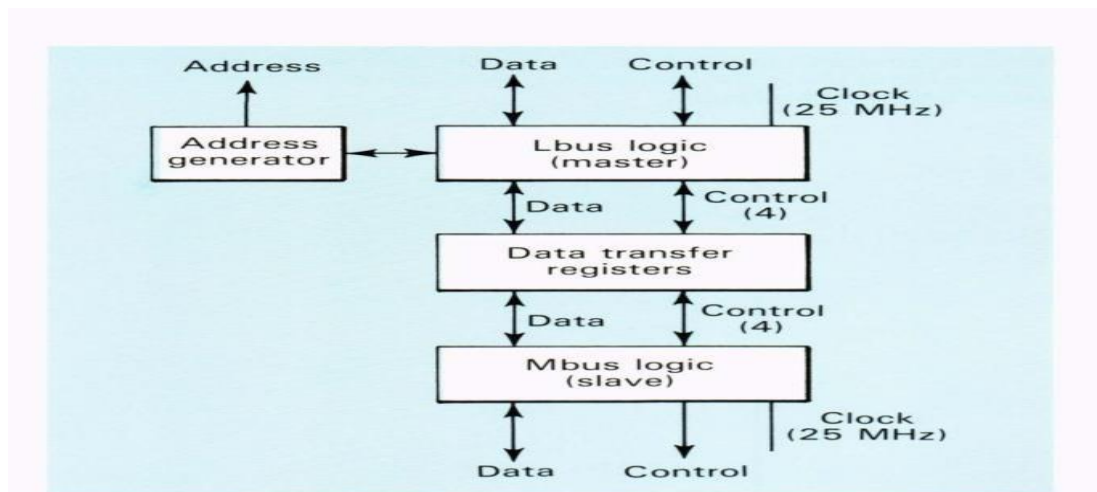 Address
Data
Control
Clock
(25 MHz)
Address
generator
Lbus logic
(master)
Data
Control
(4)
Data transfer
registers
Data
Control
(4)
Mbus logic
(slave)
Clock
(25 MHz)
Data
Control